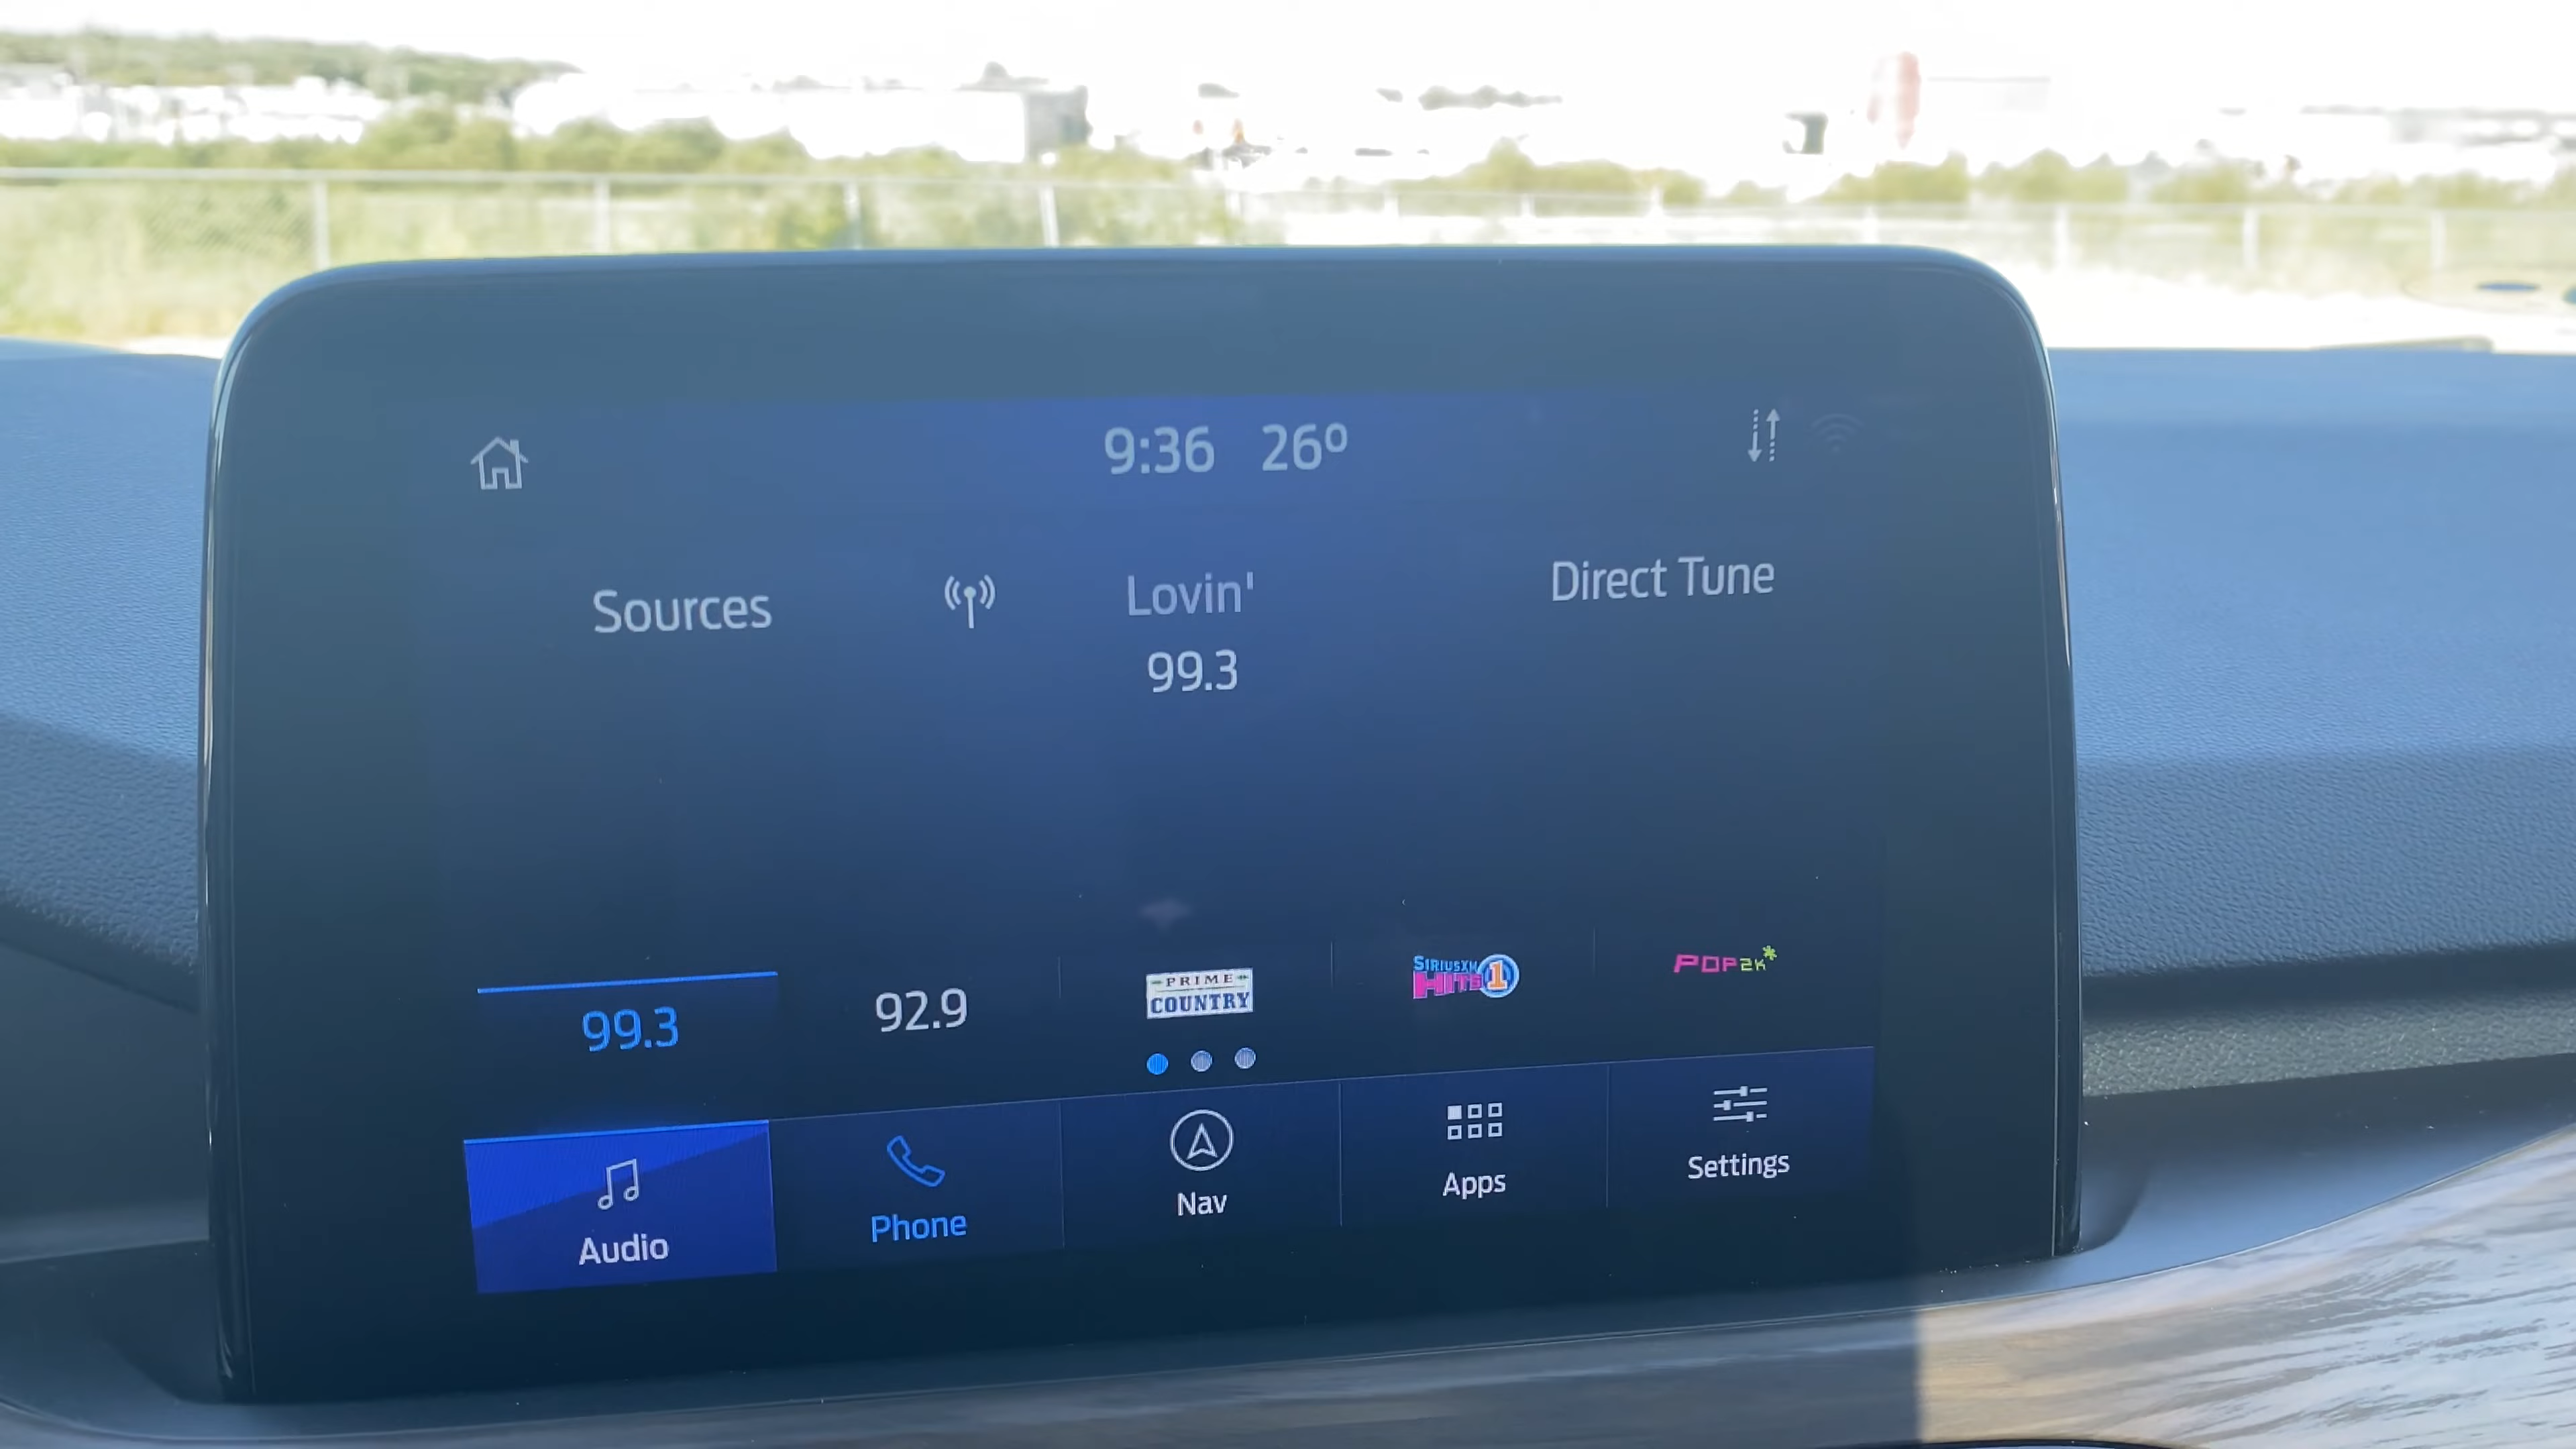 9:36 26º
Sources
Lovin'
99.3
Direct Tune
99.3
92.9
PRIME
COUNTRY
SIRIUSXM
HITS 1
POP2K
Audio
Phone
Nav
Apps
Settings